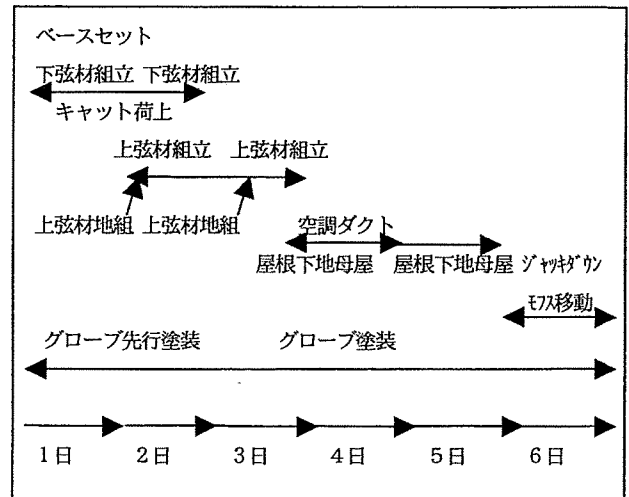 ベースセット
下弦材組立 下弦材組立
キャット荷上
上弦材組立 上弦材組立
上弦材地組 上弦材地組
空調ダクト
屋根下地母屋 屋根下地母屋 ジャッキダウン
モフス移動
グローブ先行塗装 グローブ塗装
1日 2日 3日 4日 5日 6日